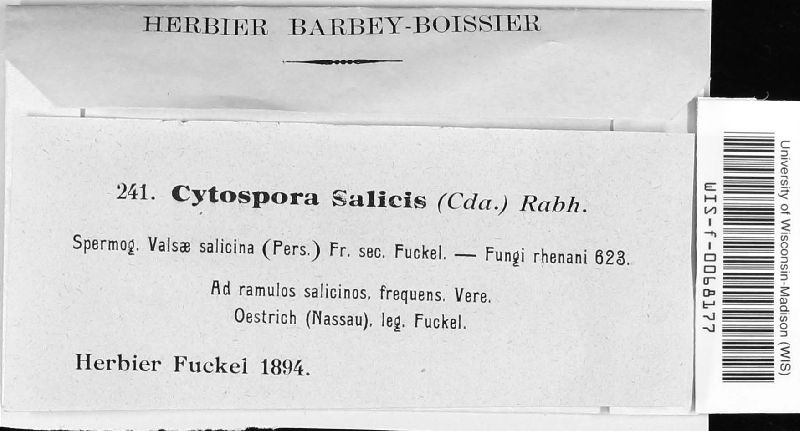 HERBIER BARBEY-BOISSIER
241. Cytospora Salicis (Cda.) Rabh.
Spermog. Valsæ salicina (Pers.) Fr. sec. Fuckel. — Fungi rhenani 623.
Ad ramulos salicinos, frequens. Vere.
Oestrich (Nassau), leg. Fuckel.
Herbier Fuckel 1894.
University of Wisconsin-Madison (WIS)
WIS-f-0068177